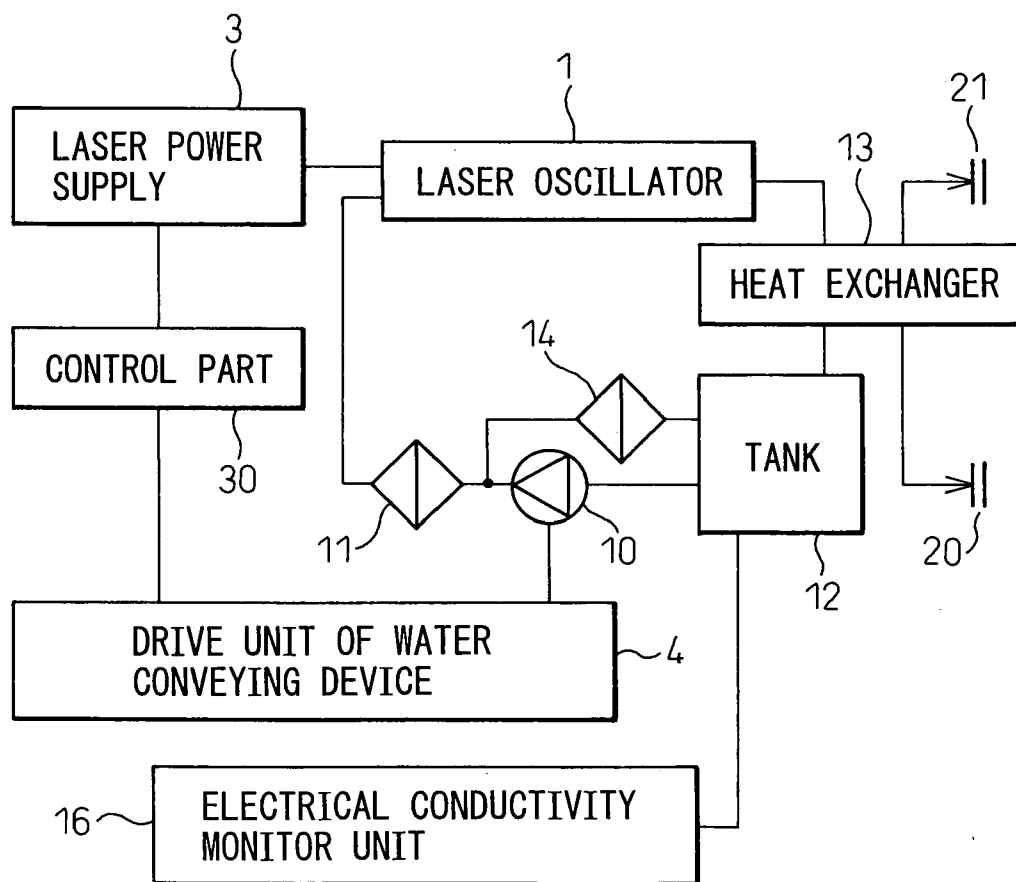 3
1
21
LASER POWER
SUPPLY
LASER OSCILLATOR
13
HEAT EXCHANGER
CONTROL PART
14
30
TANK
11
10
12
20
DRIVE UNIT OF WATER
CONVEYING DEVICE
4
16
ELECTRICAL CONDUCTIVITY
MONITOR UNIT